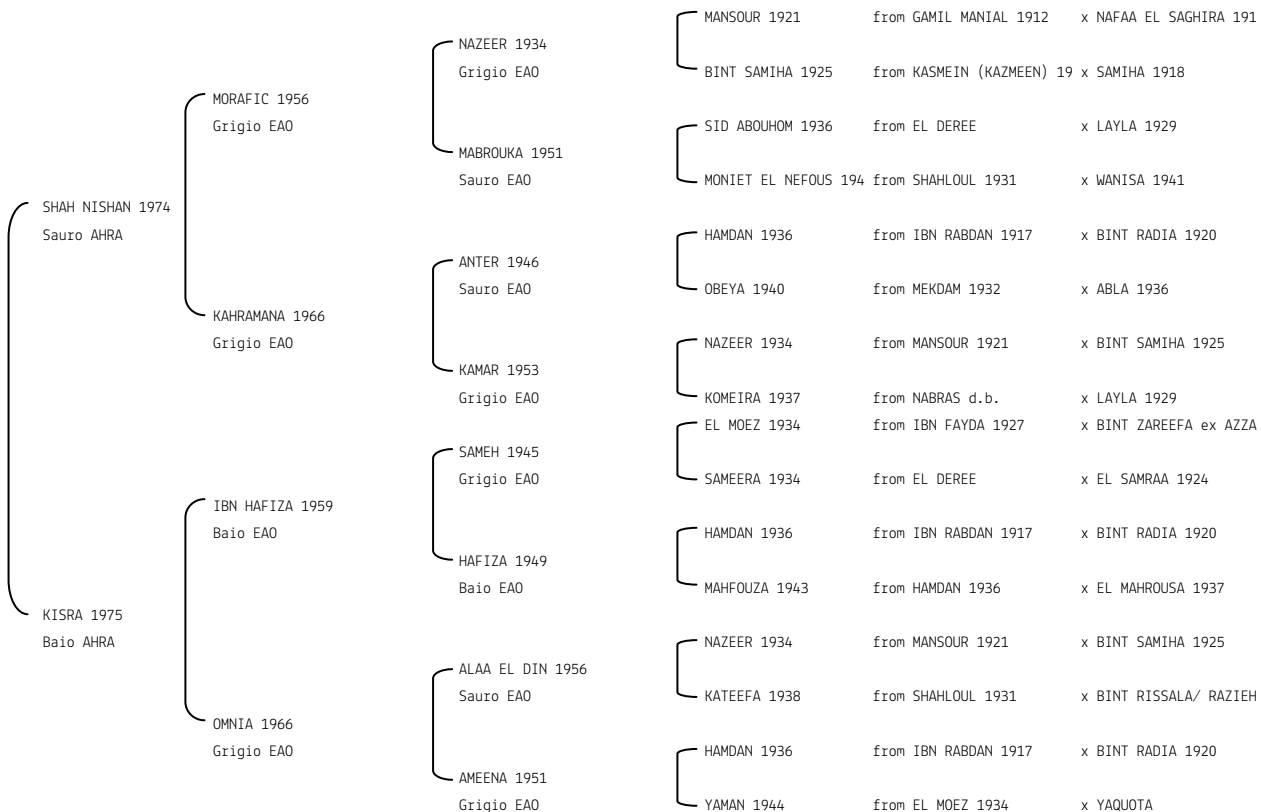 MANSOUR 1921 from GAMIL MANIAL 1912 x NAFAA EL SAGHIRA 191
NAZEER 1934
Grigio EAO BINT SAMIHA 1925 from KASMEIN (KAZMEEN) 19 x SAMIHA 1918
MORAFIC 1956
Grigio EAO SID ABOUHOM 1936 from EL DEREE x LAYLA 1929
MABROUKA 1951
Sauro EAO MONIET EL NEFOUS 194 from SHAHLOUL 1931 x WANISA 1941
SHAH NISHAN 1974
Sauro AHRA HAMDAN 1936 from IBN RABDAN 1917 x BINT RADIA 1920
ANTER 1946
Sauro EAO OBEYA 1940 from MEKDAM 1932 x ABLA 1936
KAHRAMANA 1966
Grigio EAO NAZEER 1934 from MANSOUR 1921 x BINT SAMIHA 1925
KAMAR 1953
Grigio EAO KOMEIRA 1937 from NABRAS d.b. x LAYLA 1929
EL MOEZ 1934 from IBN FAYDA 1927 x BINT ZAREEFA ex AZZA
SAMEH 1945
Grigio EAO SAMEERA 1934 from EL DEREE x EL SAMRAA 1924
IBN HAFIZA 1959
Baio EAO HAMDAN 1936 from IBN RABDAN 1917 x BINT RADIA 1920
HAFIZA 1949
Baio EAO MAHFOUZA 1943 from HAMDAN 1936 x EL MAHROUSA 1937
KISRA 1975
Baio AHRA NAZEER 1934 from MANSOUR 1921 x BINT SAMIHA 1925
ALAA EL DIN 1956
Sauro EAO KATEEFA 1938 from SHAHLOUL 1931 x BINT RISSALA/ RAZIEH
OMNIA 1966
Grigio EAO HAMDAN 1936 from IBN RABDAN 1917 x BINT RADIA 1920
AMEENA 1951
Grigio EAO YAMAN 1944 from EL MOEZ 1934 x YAQUOTA